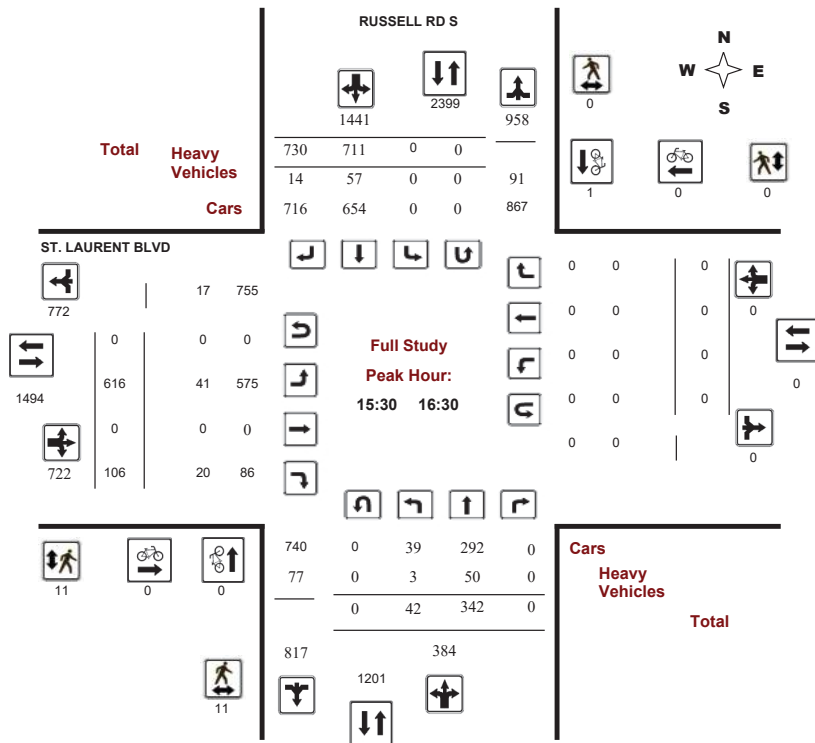 RUSSELL RD S
N
W E
S
2399
0
1441 958
730 711 0 0
Total Heavy Vehicles
14 57 0 0 91
1 0 0
Cars 716 654 0 0 867
ST. LAURENT BLVD
0 0 0
772 17 755
0
0 0 0
0 0 0
Full Study
1494 616 41 575
0 0 0
0
Peak Hour:
15:30 16:30
0 0 0
0 0 0
0 0
722 106 20 86
0
740 0 39 292 0 Cars
77 0 3 50 0 Heavy Vehicles
11 0 0
0 42 342 0
Total
817 384
1201
11